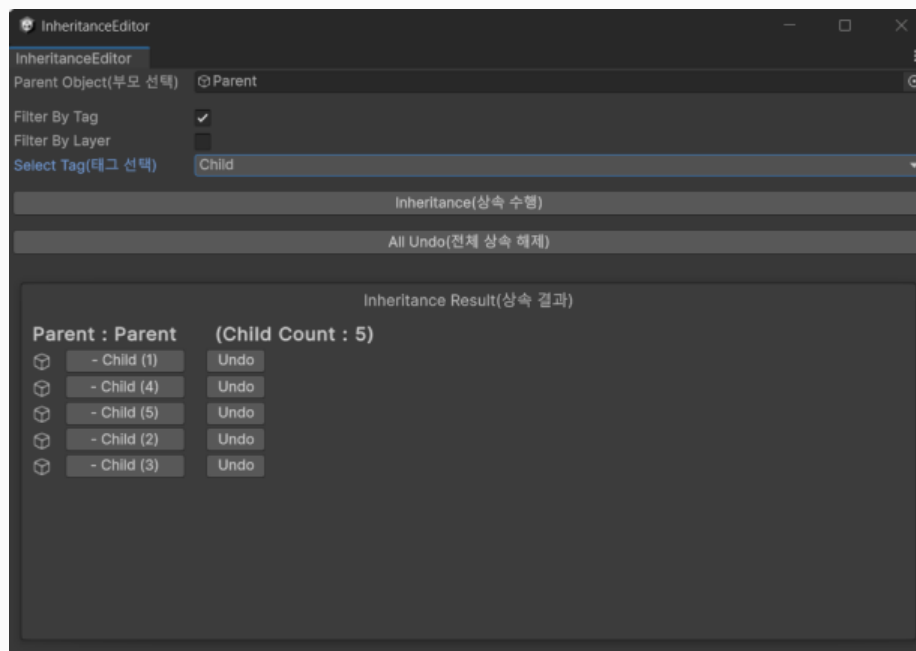 InheritanceEditor
InheritanceEditor
Parent Object(부모 선택) Parent
Filter By Tag
Filter By Layer
Select Tag(태그 선택) Child
Inheritance(상속 수행)
All Undo(전체 상속 해제)
Inheritance Result(상속 결과)
Parent : Parent (Child Count : 5)
- Child (1) Undo
- Child (4) Undo
- Child (5) Undo
- Child (2) Undo
- Child (3) Undo